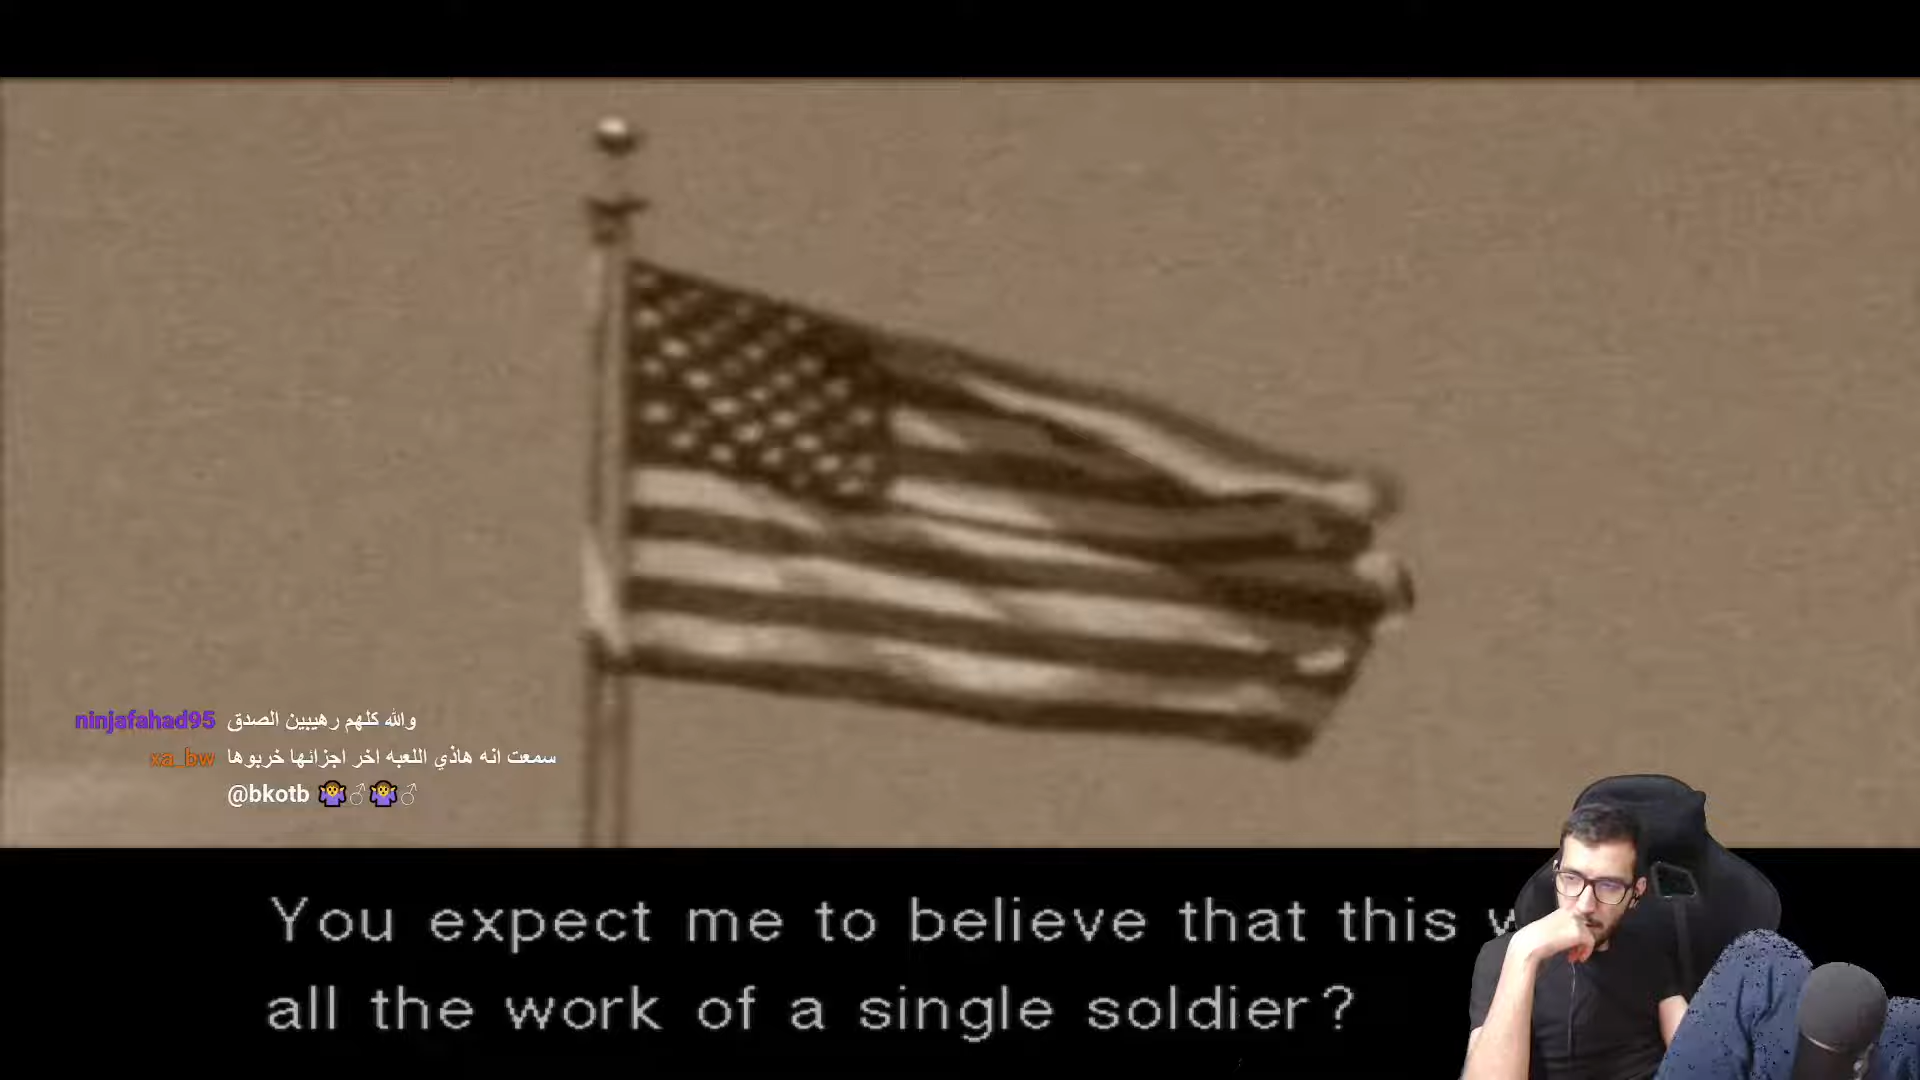 ninjafahad95 والله كلهم رهيبين الصدق
xa_bw سمعت انه هاذي اللعبه اخر اجزائها خربوها
@bkotb 🤷‍♂️🤷‍♂️
You expect me to believe that this
all the work of a single soldier?